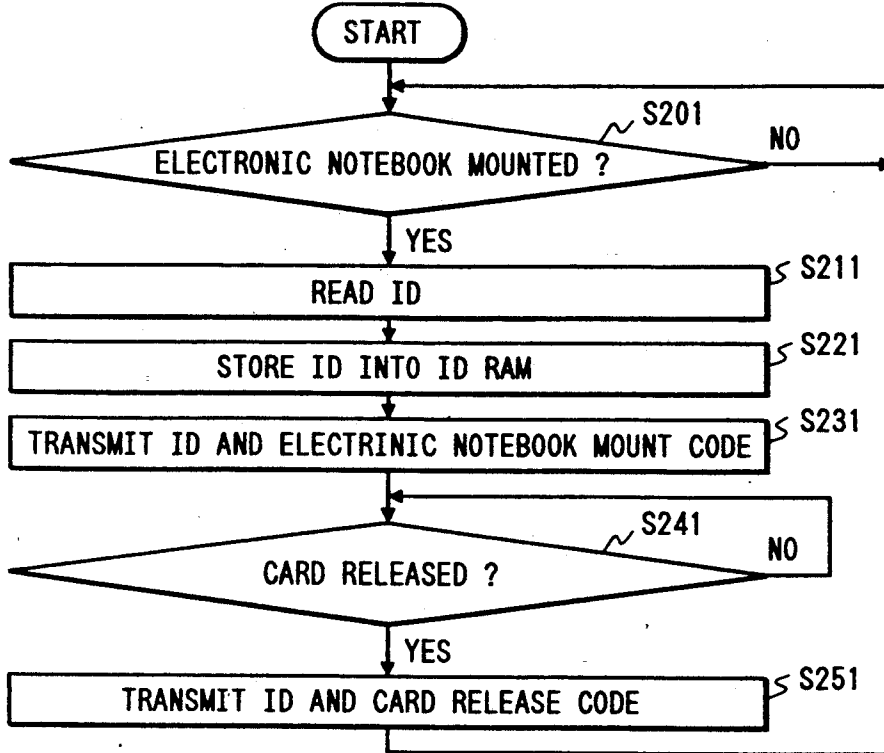 START
S201
ELECTRONIC NOTEBOOK MOUNTED ?
NO
YES
S211
READ ID
S221
STORE ID INTO ID RAM
S231
TRANSMIT ID AND ELECTRINIC NOTEBOOK MOUNT CODE
S241
CARD RELEASED ?
NO
YES
S251
TRANSMIT ID AND CARD RELEASE CODE